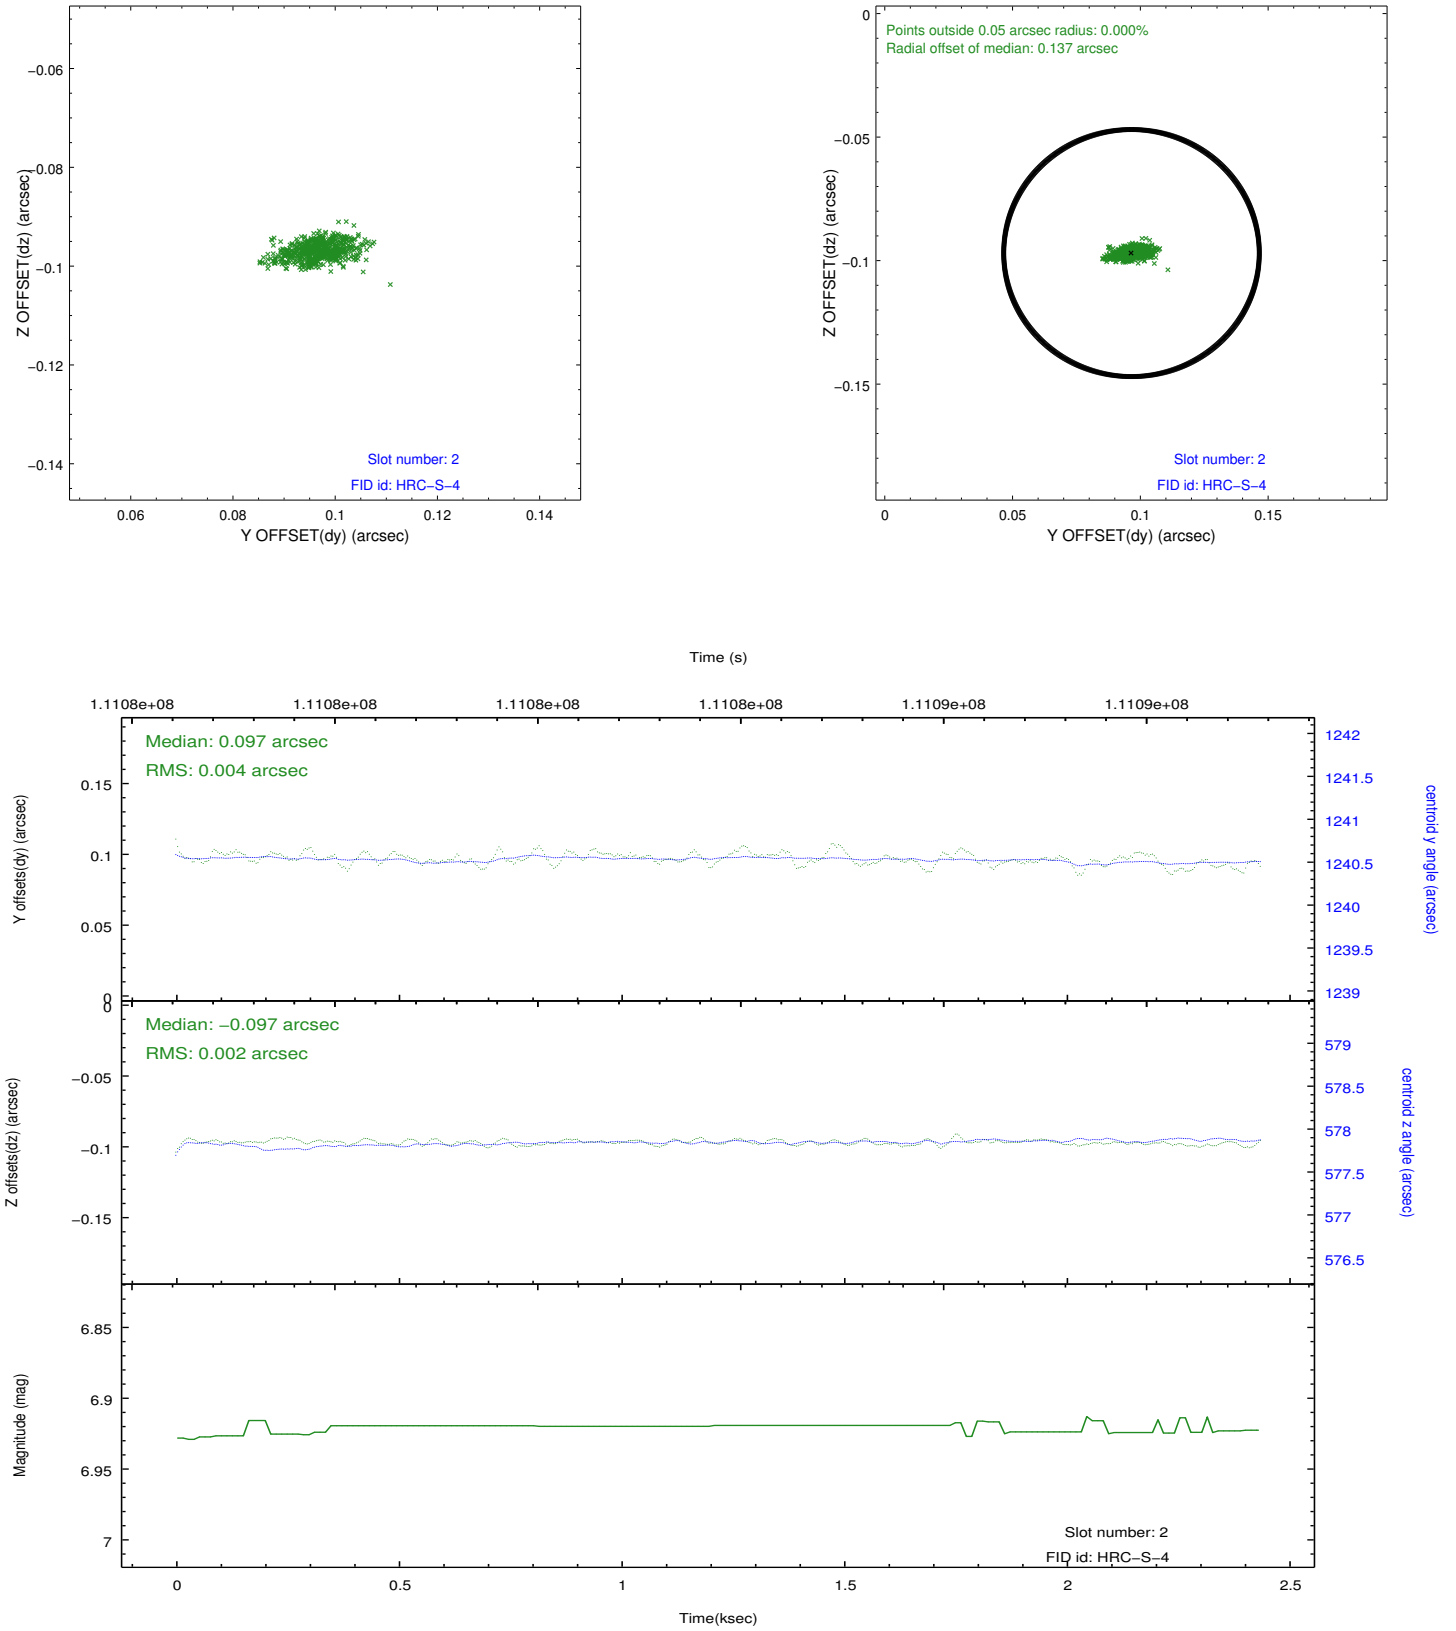 −0.06
−0.08
−0.1
−0.12
−0.14
Z OFFSET(dz) (arcsec)
Slot number: 2
FID id: HRC−S−4
0.06 0.08 0.1 0.12 0.14
Y OFFSET(dy) (arcsec)
Points outside 0.05 arcsec radius: 0.000%
Radial offset of median: 0.137 arcsec
0
−0.05
−0.1
−0.15
Z OFFSET(dz) (arcsec)
Slot number: 2
FID id: HRC−S−4
0 0.05 0.1 0.15
Y OFFSET(dy) (arcsec)
Time (s)
1.1108e+08 1.1108e+08 1.1108e+08 1.1108e+08 1.1109e+08 1.1109e+08
Median: 0.097 arcsec
RMS: 0.004 arcsec
0.15
0.1
0.05
0
Y offsets(dy) (arcsec)
1242
1241.5
1241
1240.5
1240
1239.5
1239
centroid y angle (arcsec)
Median: −0.097 arcsec
RMS: 0.002 arcsec
0
−0.05
−0.1
−0.15
Z offsets(dz) (arcsec)
579
578.5
578
577.5
577
576.5
centroid z angle (arcsec)
6.85
6.9
6.95
7
Magnitude (mag)
Slot number: 2
FID id: HRC−S−4
0 0.5 1 1.5 2 2.5
Time(ksec)